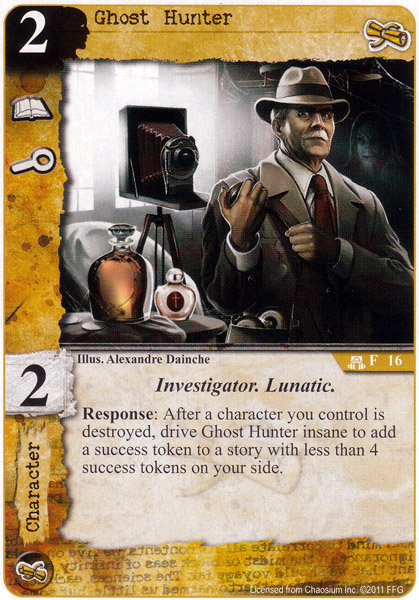 2
Ghost Hunter
Illus. Alexandre Dainche
F 16
2
Investigator. Lunatic.
Response: After a character you control is
destroyed, drive Ghost Hunter insane to add
a success token to a story with less than 4
success tokens on your side.
Character
Licensed from Chaosium Inc. ©2011 FFG